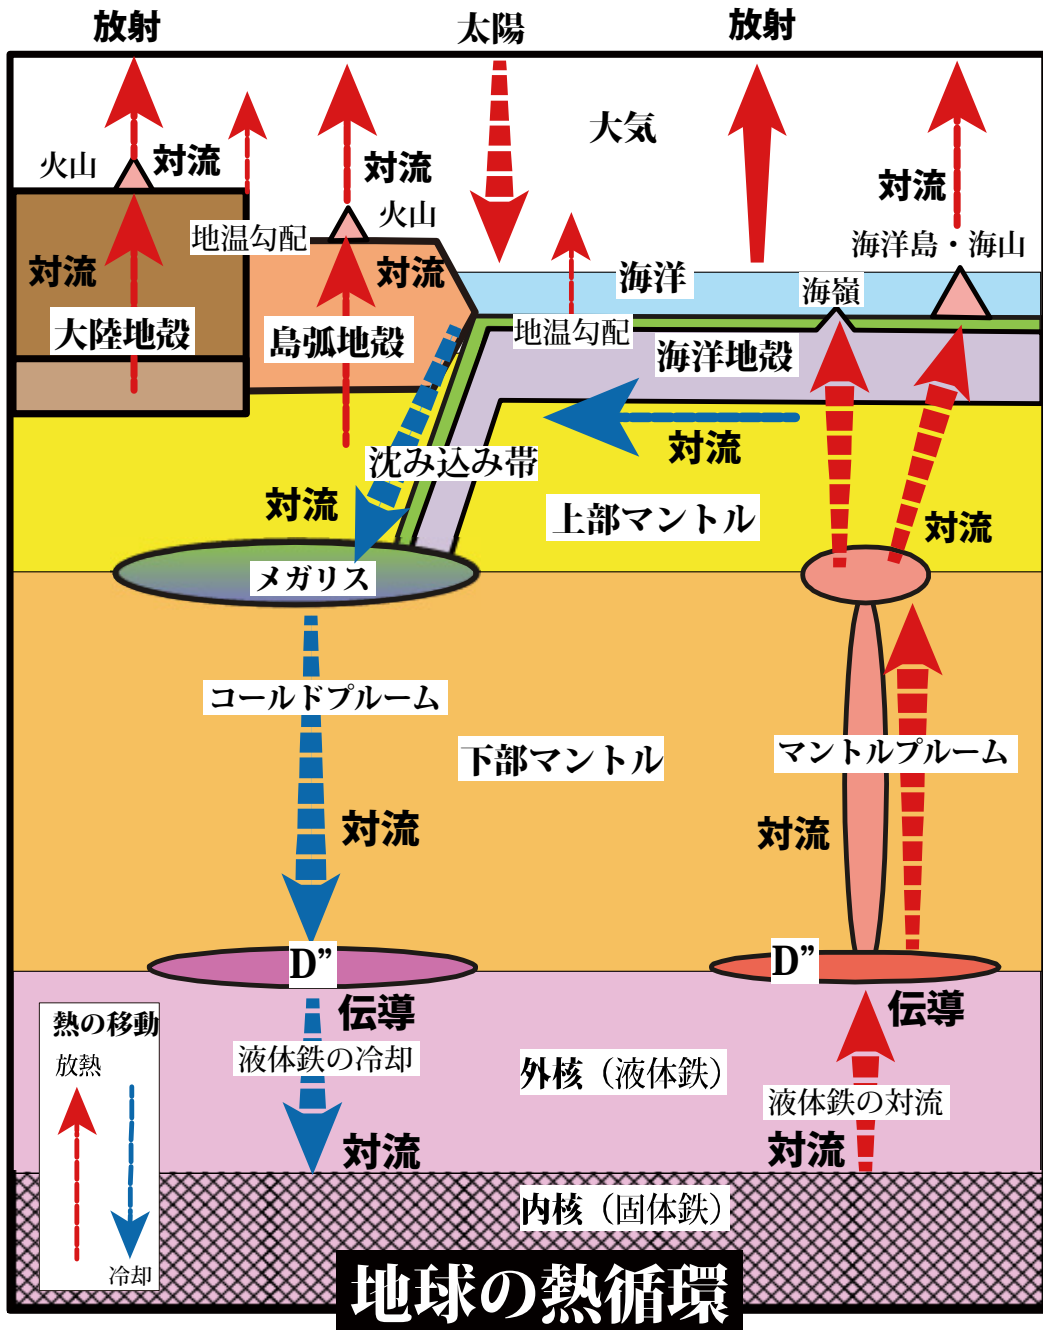 放射
太陽
放射
大気
火山
対流
対流
火山
対流
海洋島・海山
地温勾配
対流
対流
海洋
海嶺
大陸地殻
島弧地殻
地温勾配
海洋地殻
対流
沈み込み帯
対流
上部マントル
対流
メガリス
コールドプルーム
下部マントル
マントルプルーム
対流
対流
D”
D”
伝導
伝導
熱の移動
放熱
冷却
液体鉄の冷却
外核（液体鉄）
液体鉄の対流
対流
対流
内核（固体鉄）
地球の熱循環